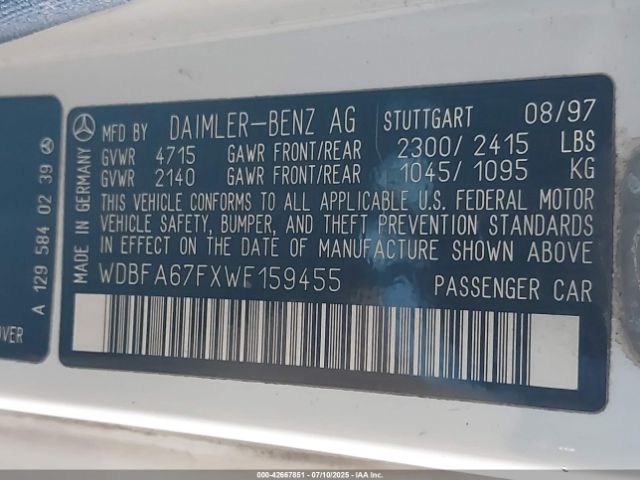 MFD BY DAIMLER-BENZ AG STUTTGART 08/97
GVWR 4715 GAWR FRONT/REAR 2300/2415 LBS
GVWR 2140 GAWR FRONT/REAR 1045/1095 KG
THIS VEHICLE CONFORMS TO ALL APPLICABLE U.S. FEDERAL MOTOR
VEHICLE SAFETY, BUMPER, AND THEFT PREVENTION STANDARDS
IN EFFECT ON THE DATE OF MANUFACTURE SHOWN ABOVE
WDBFA67FXWF159455 PASSENGER CAR
MADE IN GERMANY
A 129 584 02 39
OVER
000-42667851 - 07/10/2025 - IAAI, Inc.